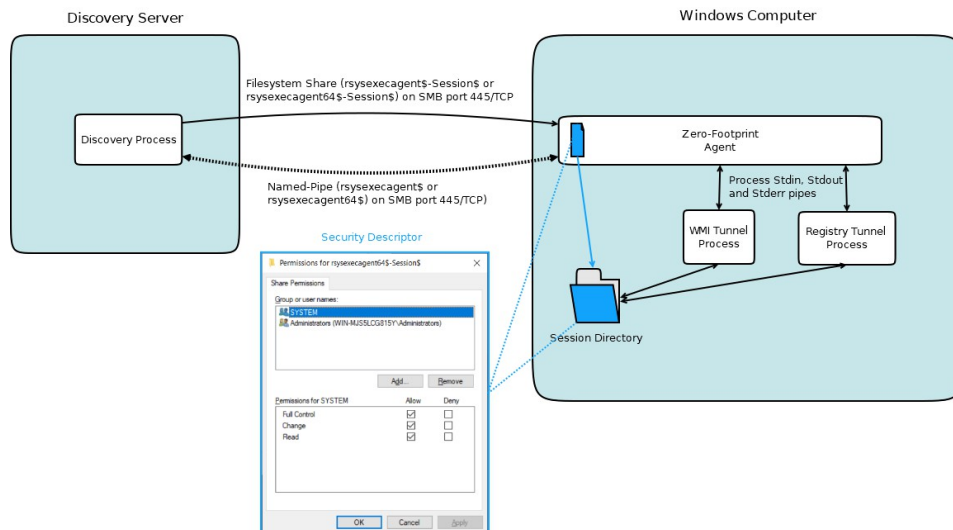 Discovery Server
Windows Computer
Filesystem Share (rsysexecagent$-Session$ or
rsysexecagent64$-Session$) on SMB port 445/TCP
Discovery Process
Zero-Footprint
Agent
Named-Pipe (rsysexecagent$ or
rsysexecagent64$) on SMB port 445/TCP)
Process Stdin, Stdout
and Stderr pipes
WMI Tunnel
Process
Registry Tunnel
Process
Session Directory
Security Descriptor
Permissions for rsysexecagent64$-Session$
Share Permissions
Group or user names:
SYSTEM
Administrators (WIN-MJS5LCG815Y\Administrators)
Add...
Remove
Permissions for SYSTEM
Allow
Deny
Full Control
Change
Read
OK
Cancel
Apply